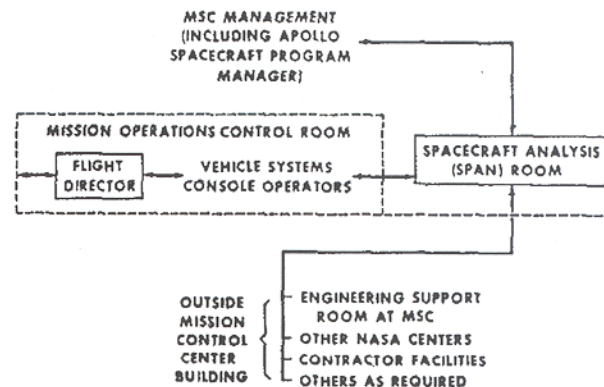 MSC MANAGEMENT
(INCLUDING APOLLO
SPACECRAFT PROGRAM
MANAGER)
MISSION OPERATIONS CONTROL ROOM
FLIGHT
DIRECTOR
VEHICLE SYSTEMS
CONSOLE OPERATORS
SPACECRAFT ANALYSIS
(SPAN) ROOM
OUTSIDE
MISSION
CONTROL
CENTER
BUILDING
ENGINEERING SUPPORT
ROOM AT MSC
OTHER NASA CENTERS
CONTRACTOR FACILITIES
OTHERS AS REQUIRED